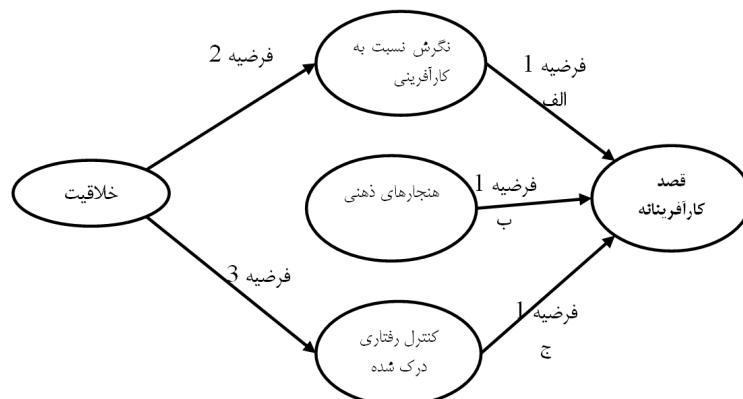 نگرش نسبت به
کارآفرینی
فرضیه 2
فرضیه 1
الف
خلاقیت
هنجارهای ذهنی
فرضیه 1
ب
قصد
کارآفرینانه
فرضیه 3
کنترل رفتاری
درک شده
فرضیه 1
ج